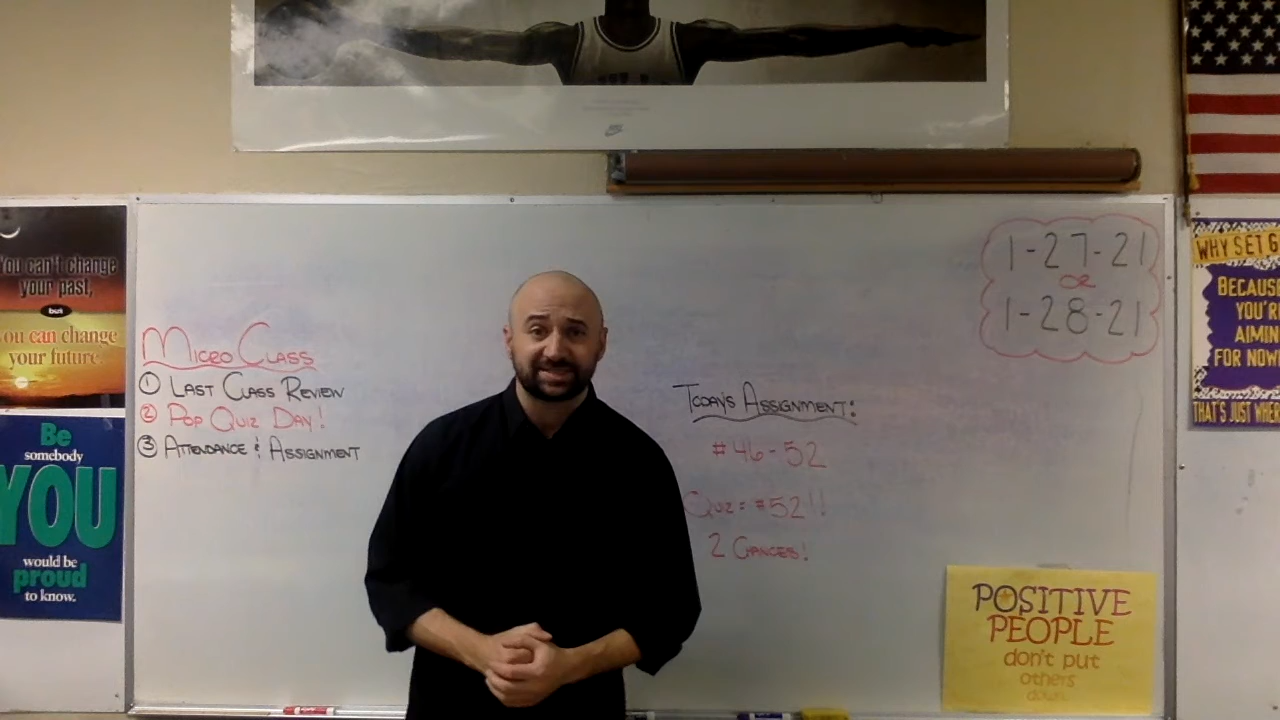 You can't change
your past,
but
you can change
your future.
Be
somebody
YOU
would be
proud
to know.
MICRO CLASS
① LAST CLASS REVIEW
② POP QUIZ DAY!
③ ATTENDANCE & ASSIGNMENT
TODAYS ASSIGNMENT:
#46-52
QUIZ = #52!!
2 CHANCES!
1-27-21
OR
1-28-21
WHY SET G
BECAUSE
YOU'RE
AIMIN
FOR NOW
THAT'S JUST WHER
POSITIVE
PEOPLE
don't put
others
down.